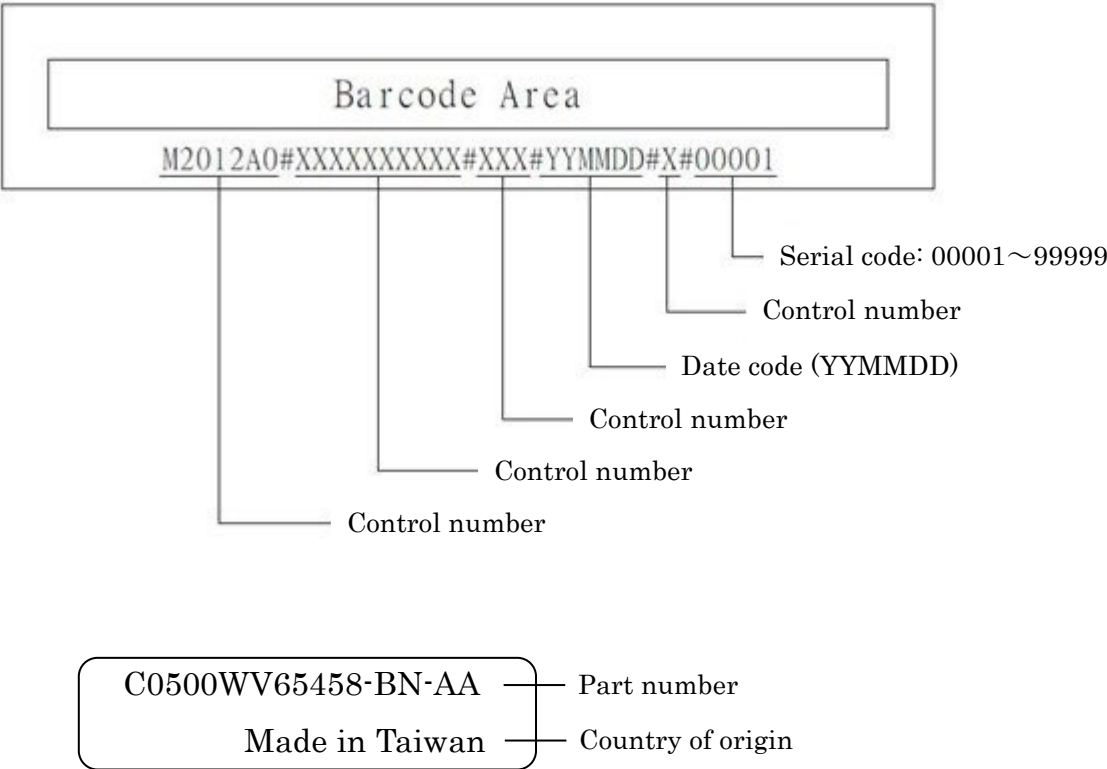 Barcode Area
M2012A0#XXXXXXXXXX#XXX#YYMMDD#X#00001
Serial code: 00001～99999
Control number
Date code (YYMMDD)
Control number
Control number
Control number
C0500WV65458-BN-AA
Part number
Made in Taiwan
Country of origin